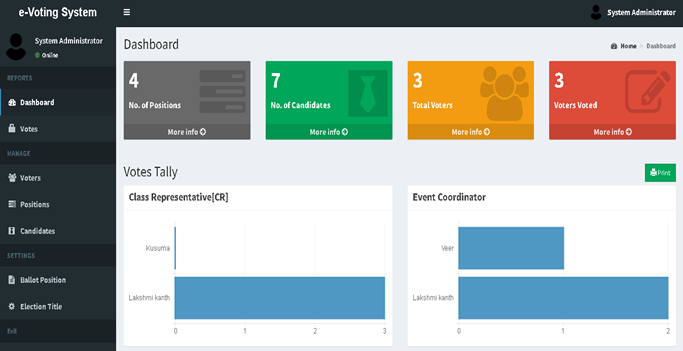 e-Voting System
System Administrator
System Administrator
Online
REPORTS
Dashboard
Votes
MANAGE
Voters
Positions
Candidates
SETTINGS
Ballot Position
Election Title
Exit
Dashboard
Home > Dashboard
4
No. of Positions
More info
7
No. of Candidates
More info
3
Total Voters
More info
3
Voters Voted
More info
Votes Tally
Print
Class Representative[CR]
Kusuma
Lakshmi kanth
0 1 2 3
Event Coordinator
Veer
Lakshmi kanth
0 1 2